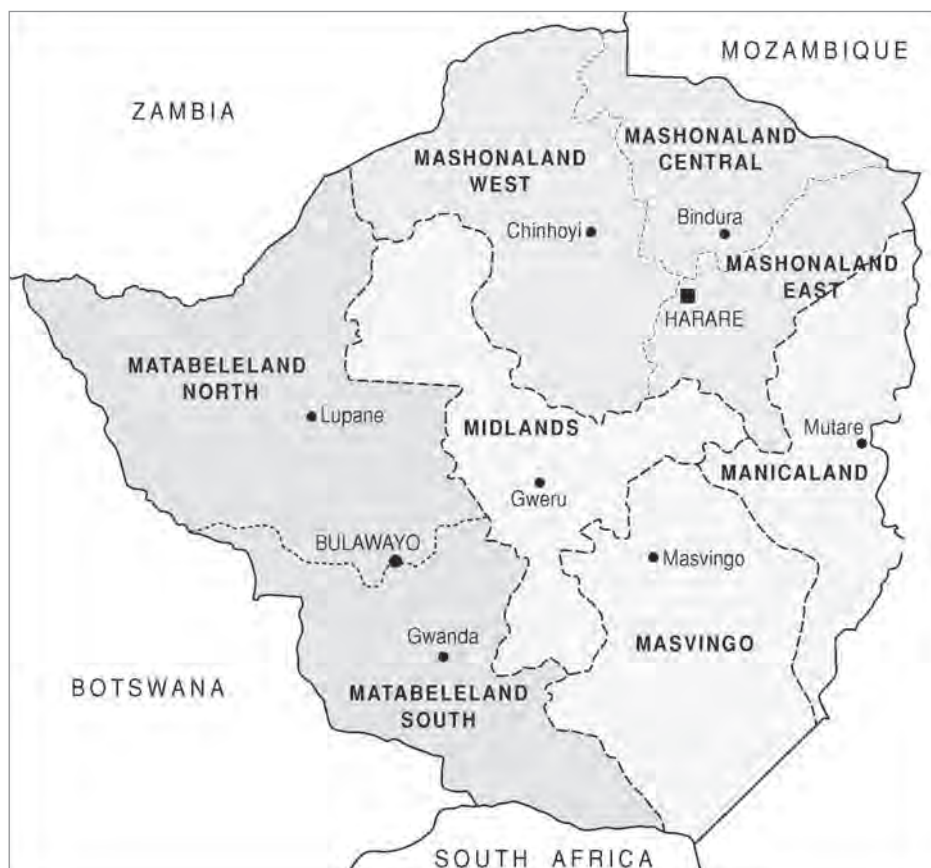 MOZAMBIQUE
ZAMBIA
MASHONALAND
CENTRAL
MASHONALAND
WEST
Chinhoyi
Bindura
MASHONALAND
EAST
HARARE
MATABELELAND
NORTH
Lupane
MIDLANDS
Mutare
MANICALAND
Gweru
BULAWAYO
Masvingo
Gwanda
MASVINGO
BOTSWANA
MATABELELAND
SOUTH
SOUTH AFRICA